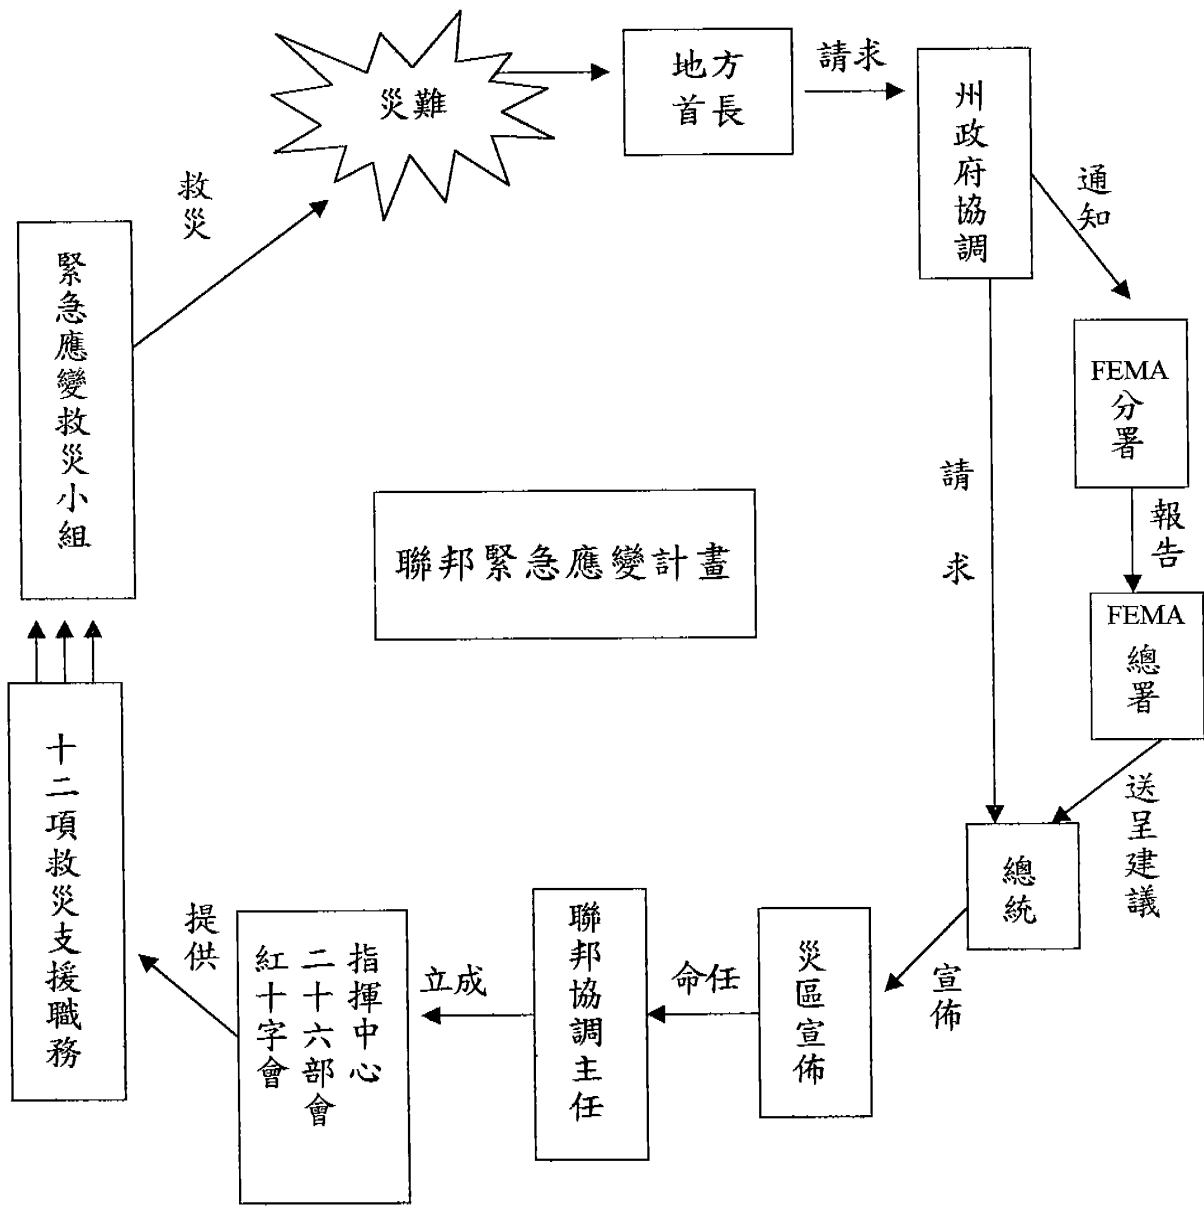 災難
地方
首長
請求
州政府協調
通知
FEMA
分署
報告
FEMA
總署
送呈建議
請求
總統
宣佈
災區宣佈
命任
聯邦協調主任
立成
指揮中心
二十六部會
紅十字會
提供
十二項救災支援職務
緊急應變救災小組
救災
聯邦緊急應變計畫